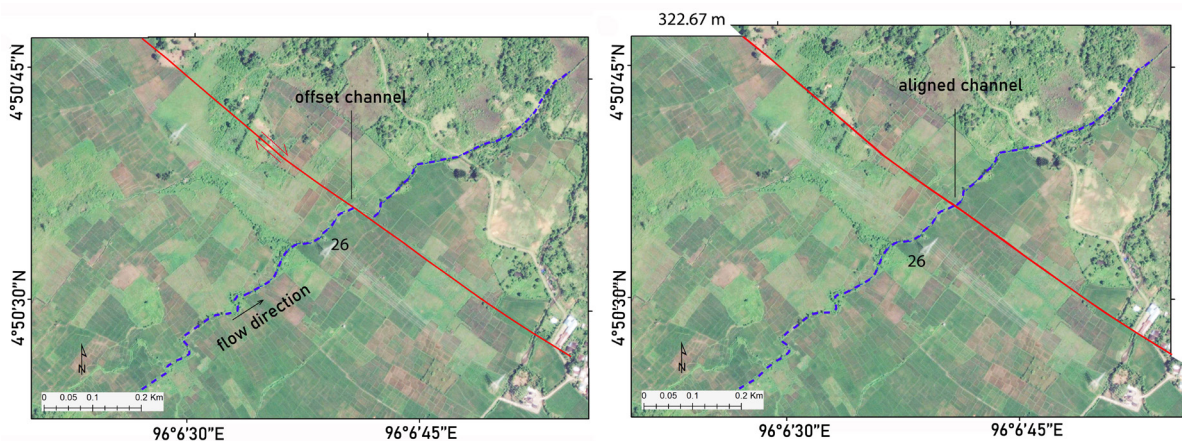 4°50'45"N
offset channel
26
flow direction
4°50'30"N
N
0 0.05 0.1 0.2 Km
96°6'30"E 96°6'45"E
322.67 m
4°50'45"N
aligned channel
26
4°50'30"N
N
0 0.05 0.1 0.2 Km
96°6'30"E 96°6'45"E